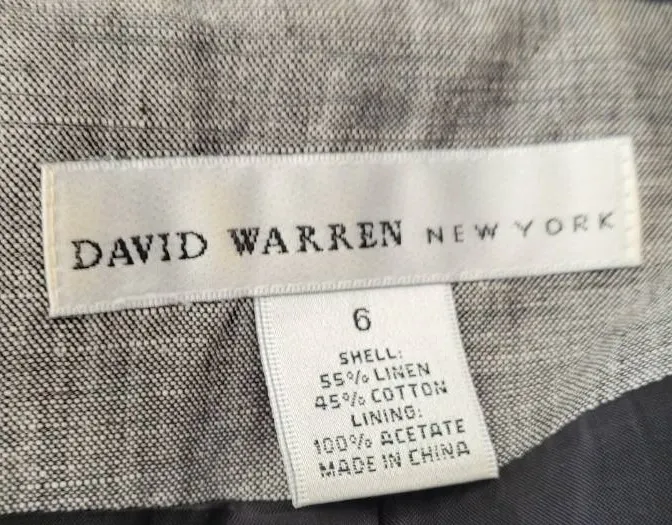 DAVID WARREN NEW YORK
6
SHELL:
55% LINEN
45% COTTON
LINING:
100% ACETATE
MADE IN CHINA